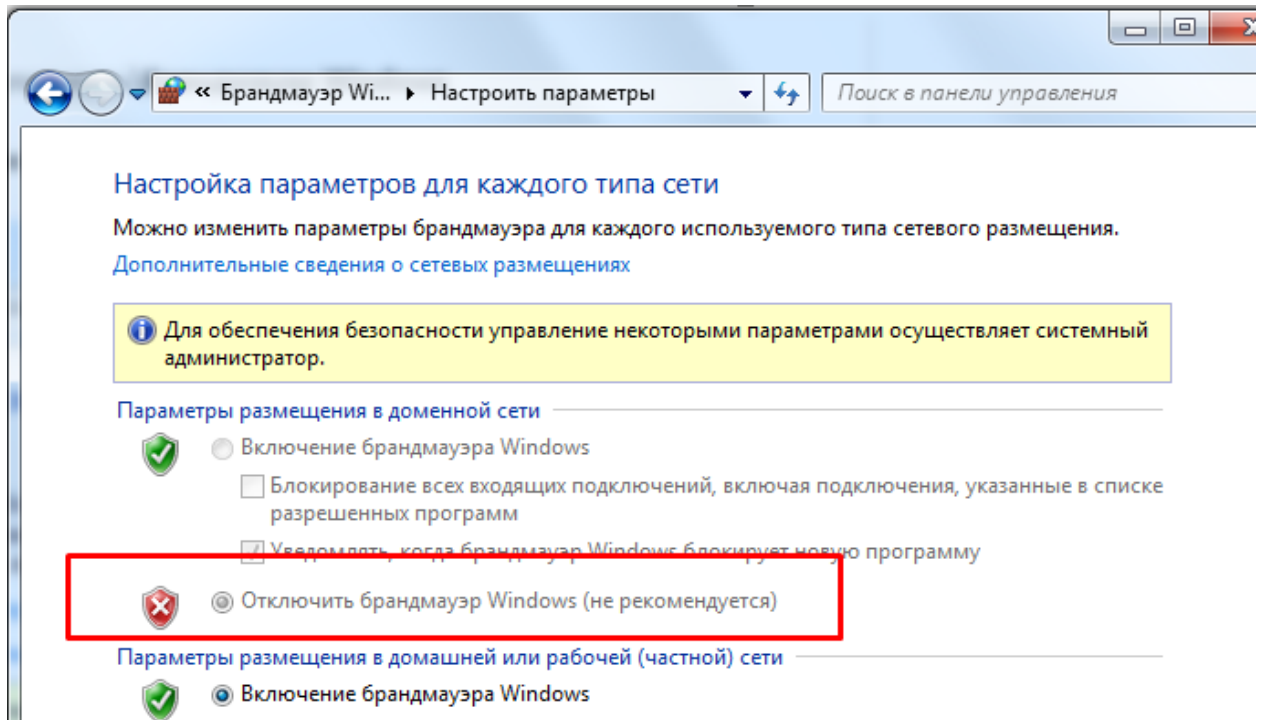 « Брандмауэр Wi... Настроить параметры Поиск в панели управления
Настройка параметров для каждого типа сети
Можно изменить параметры брандмауэра для каждого используемого типа сетевого размещения.
Дополнительные сведения о сетевых размещениях
Для обеспечения безопасности управление некоторыми параметрами осуществляет системный
администратор.
Параметры размещения в доменной сети
Включение брандмауэра Windows
Блокирование всех входящих подключений, включая подключения, указанные в списке
разрешенных программ
Уведомлять, когда брандмауэр Windows блокирует новую программу
Отключить брандмауэр Windows (не рекомендуется)
Параметры размещения в домашней или рабочей (частной) сети
Включение брандмауэра Windows